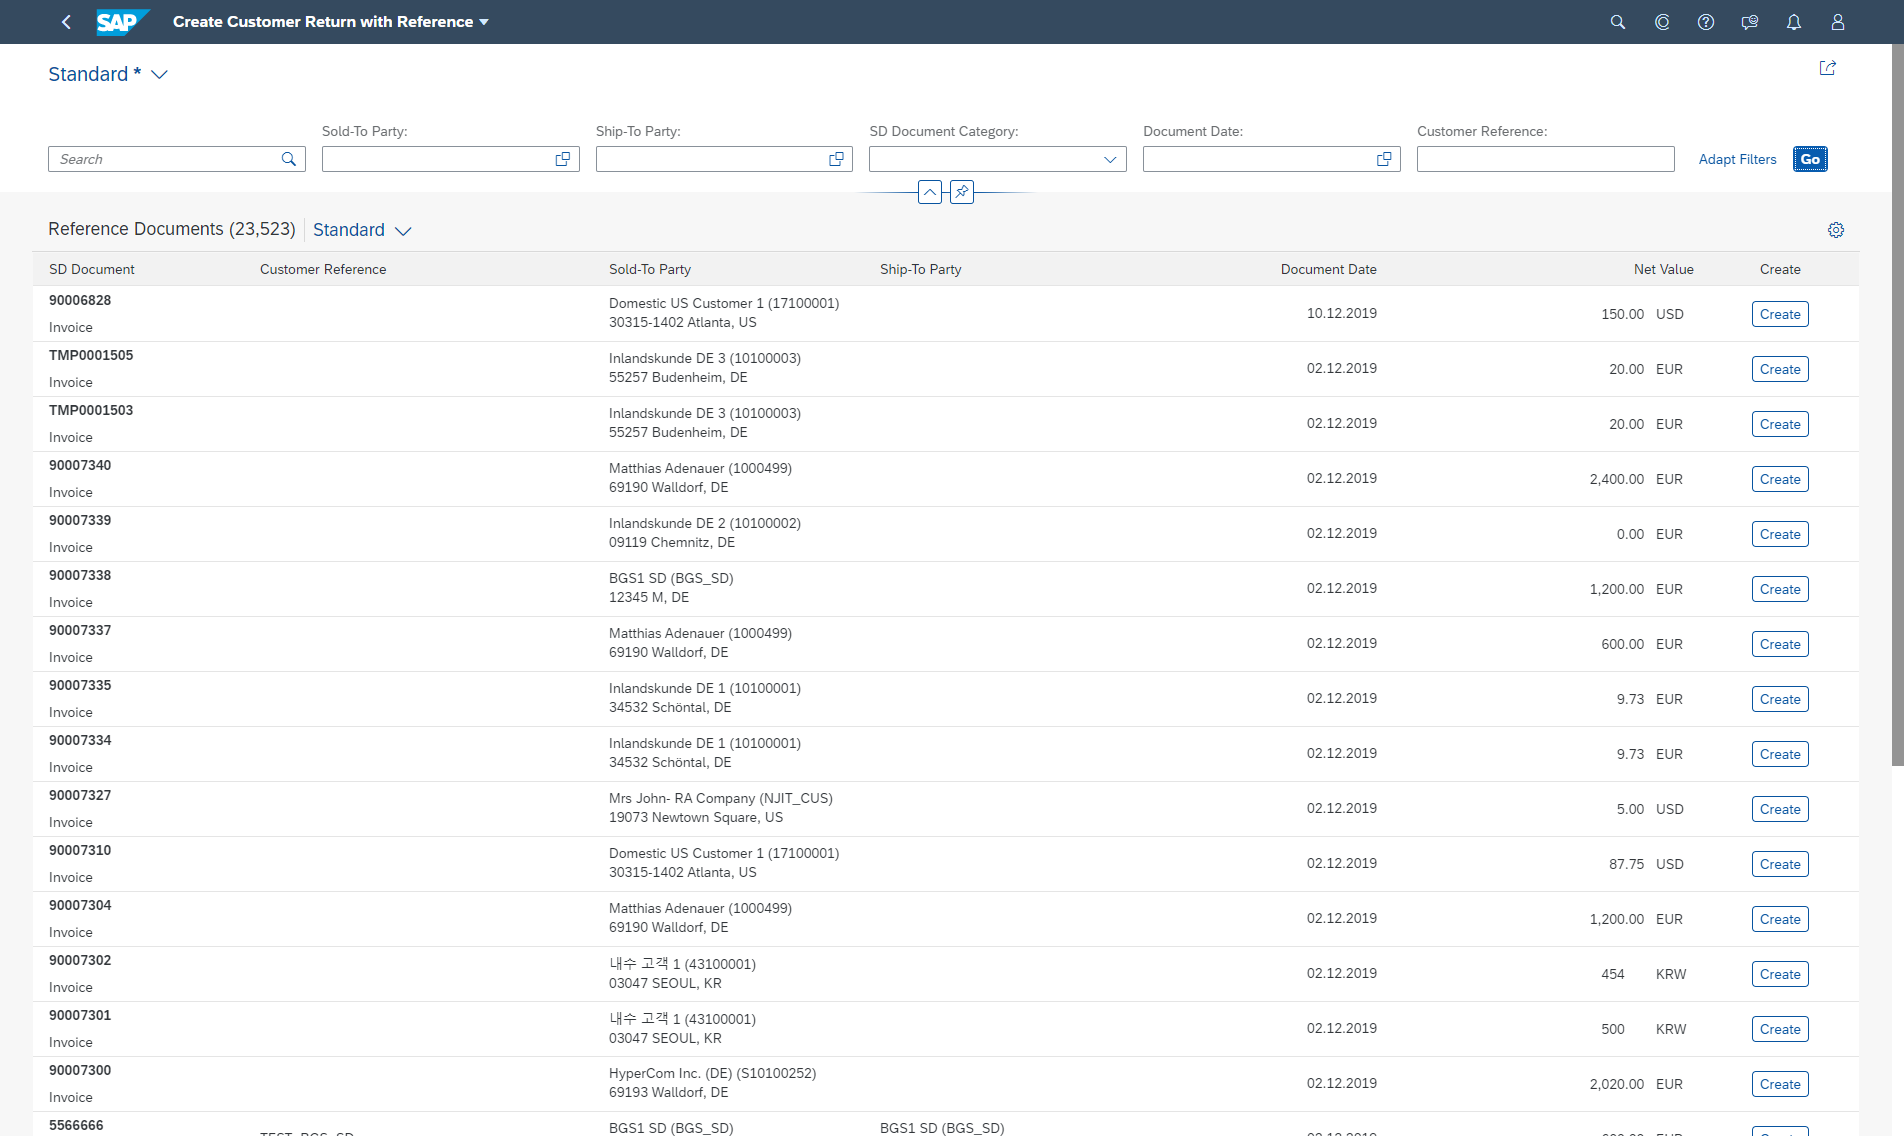 SAP Create Customer Return with Reference
Standard *
Sold-To Party: Ship-To Party: SD Document Category: Document Date: Customer Reference:
Search Adapt Filters Go
Reference Documents (23,523) Standard
SD Document Customer Reference Sold-To Party Ship-To Party Document Date Net Value Create
90006828
Invoice
Domestic US Customer 1 (17100001)
30315-1402 Atlanta, US
10.12.2019 150.00 USD Create
TMP0001505
Invoice
Inlandskunde DE 3 (10100003)
55257 Budenheim, DE
02.12.2019 20.00 EUR Create
TMP0001503
Invoice
Inlandskunde DE 3 (10100003)
55257 Budenheim, DE
02.12.2019 20.00 EUR Create
90007340
Invoice
Matthias Adenauer (1000499)
69190 Walldorf, DE
02.12.2019 2,400.00 EUR Create
90007339
Invoice
Inlandskunde DE 2 (10100002)
09119 Chemnitz, DE
02.12.2019 0.00 EUR Create
90007338
Invoice
BGS1 SD (BGS_SD)
12345 M, DE
02.12.2019 1,200.00 EUR Create
90007337
Invoice
Matthias Adenauer (1000499)
69190 Walldorf, DE
02.12.2019 600.00 EUR Create
90007335
Invoice
Inlandskunde DE 1 (10100001)
34532 Schöntal, DE
02.12.2019 9.73 EUR Create
90007334
Invoice
Inlandskunde DE 1 (10100001)
34532 Schöntal, DE
02.12.2019 9.73 EUR Create
90007327
Invoice
Mrs John- RA Company (NJIT_CUS)
19073 Newtown Square, US
02.12.2019 5.00 USD Create
90007310
Invoice
Domestic US Customer 1 (17100001)
30315-1402 Atlanta, US
02.12.2019 87.75 USD Create
90007304
Invoice
Matthias Adenauer (1000499)
69190 Walldorf, DE
02.12.2019 1,200.00 EUR Create
90007302
Invoice
내수 고객 1 (43100001)
03047 SEOUL, KR
02.12.2019 454 KRW Create
90007301
Invoice
내수 고객 1 (43100001)
03047 SEOUL, KR
02.12.2019 500 KRW Create
90007300
Invoice
HyperCom Inc. (DE) (S10100252)
69193 Walldorf, DE
02.12.2019 2,020.00 EUR Create
5566666
BGS1 SD (BGS_SD) BGS1 SD (BGS_SD)